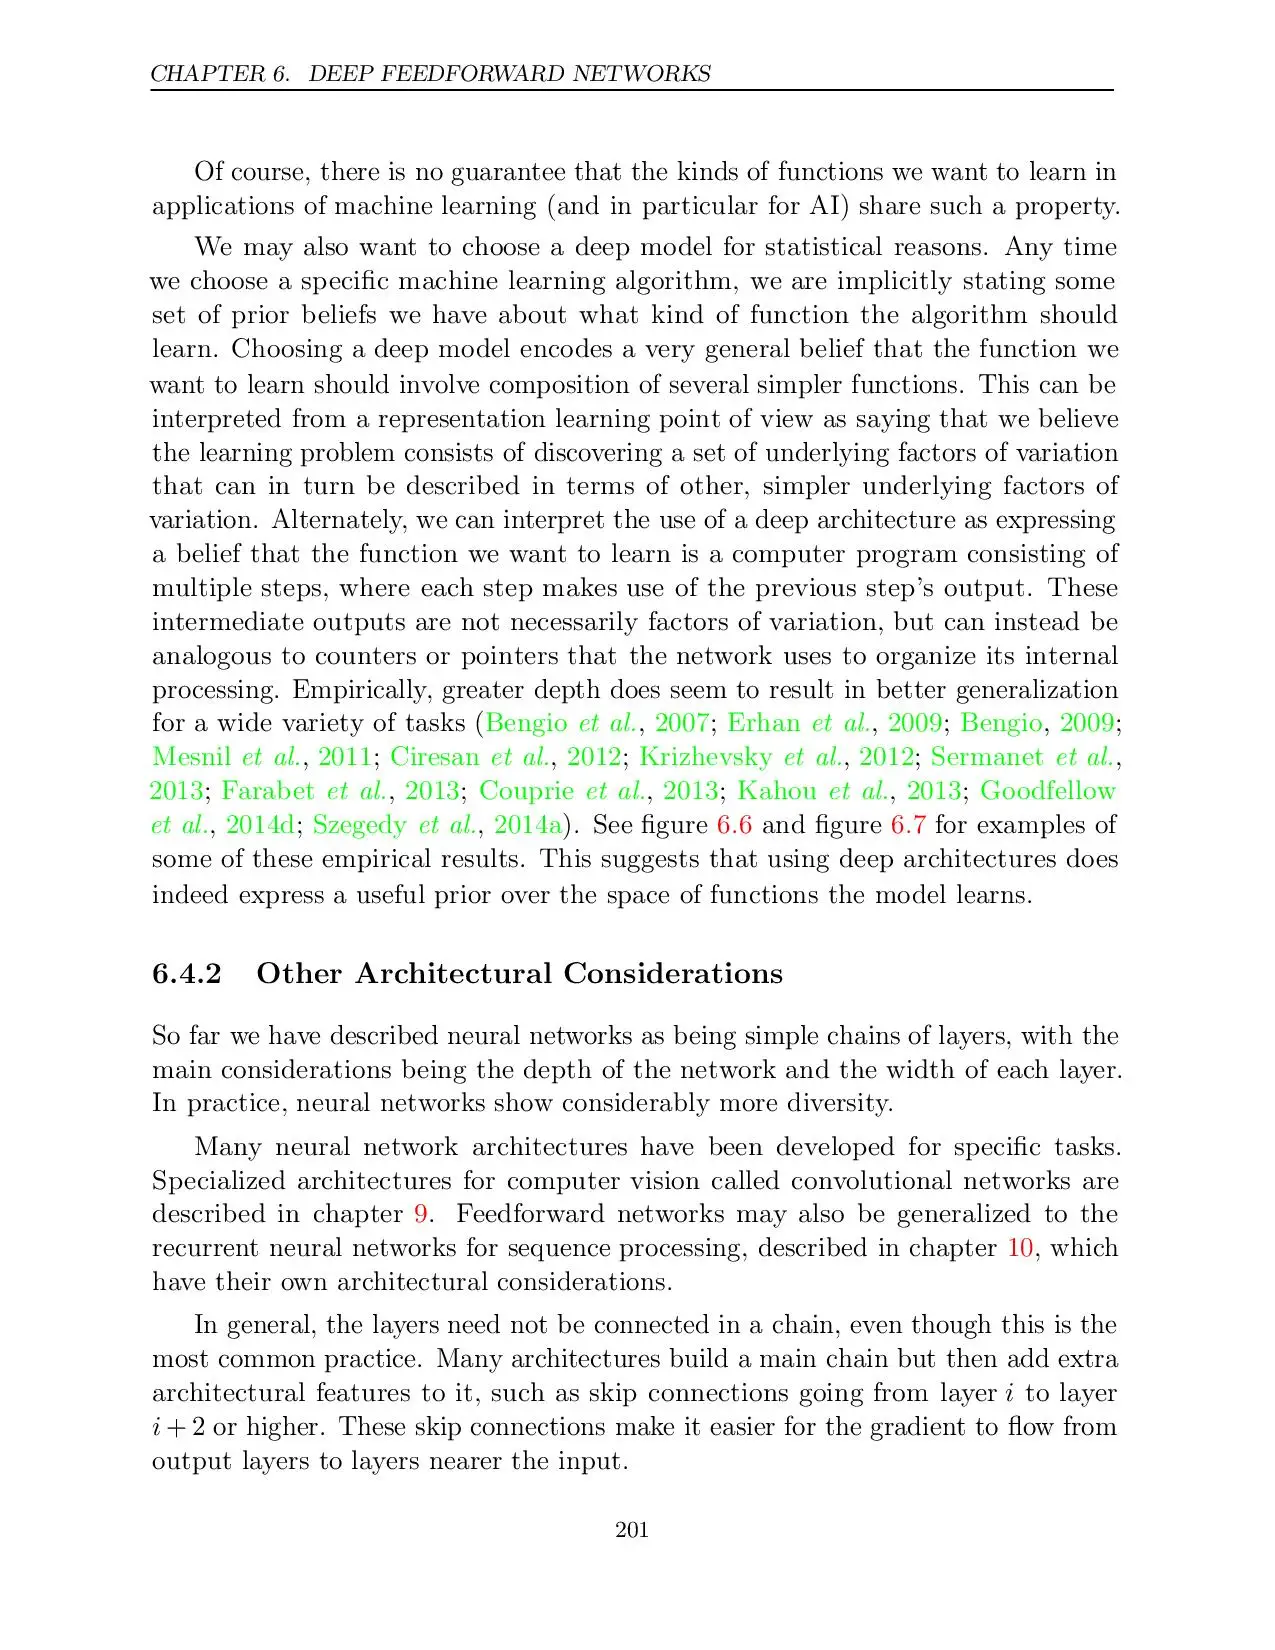 CHAPTER 6. DEEP FEEDFORWARD NETWORKS
Of course, there is no guarantee that the kinds of functions we want to learn in
applications of machine learning (and in particular for AI) share such a property.
We may also want to choose a deep model for statistical reasons. Any time
we choose a specific machine learning algorithm, we are implicitly stating some
set of prior beliefs we have about what kind of function the algorithm should
learn. Choosing a deep model encodes a very general belief that the function we
want to learn should involve composition of several simpler functions. This can be
interpreted from a representation learning point of view as saying that we believe
the learning problem consists of discovering a set of underlying factors of variation
that can in turn be described in terms of other, simpler underlying factors of
variation. Alternately, we can interpret the use of a deep architecture as expressing
a belief that the function we want to learn is a computer program consisting of
multiple steps, where each step makes use of the previous step's output. These
intermediate outputs are not necessarily factors of variation, but can instead be
analogous to counters or pointers that the network uses to organize its internal
processing. Empirically, greater depth does seem to result in better generalization
for a wide variety of tasks (Bengio et al., 2007; Erhan et al., 2009; Bengio, 2009;
Mesnil et al., 2011; Ciresan et al., 2012; Krizhevsky et al., 2012; Sermanet et al.,
2013; Farabet et al., 2013; Couprie et al., 2013; Kahou et al., 2013; Goodfellow
et al., 2014d; Szegedy et al., 2014a). See figure 6.6 and figure 6.7 for examples of
some of these empirical results. This suggests that using deep architectures does
indeed express a useful prior over the space of functions the model learns.
6.4.2 Other Architectural Considerations
So far we have described neural networks as being simple chains of layers, with the
main considerations being the depth of the network and the width of each layer.
In practice, neural networks show considerably more diversity.
Many neural network architectures have been developed for specific tasks.
Specialized architectures for computer vision called convolutional networks are
described in chapter 9. Feedforward networks may also be generalized to the
recurrent neural networks for sequence processing, described in chapter 10, which
have their own architectural considerations.
In general, the layers need not be connected in a chain, even though this is the
most common practice. Many architectures build a main chain but then add extra
architectural features to it, such as skip connections going from layer i to layer
i + 2 or higher. These skip connections make it easier for the gradient to flow from
output layers to layers nearer the input.
201